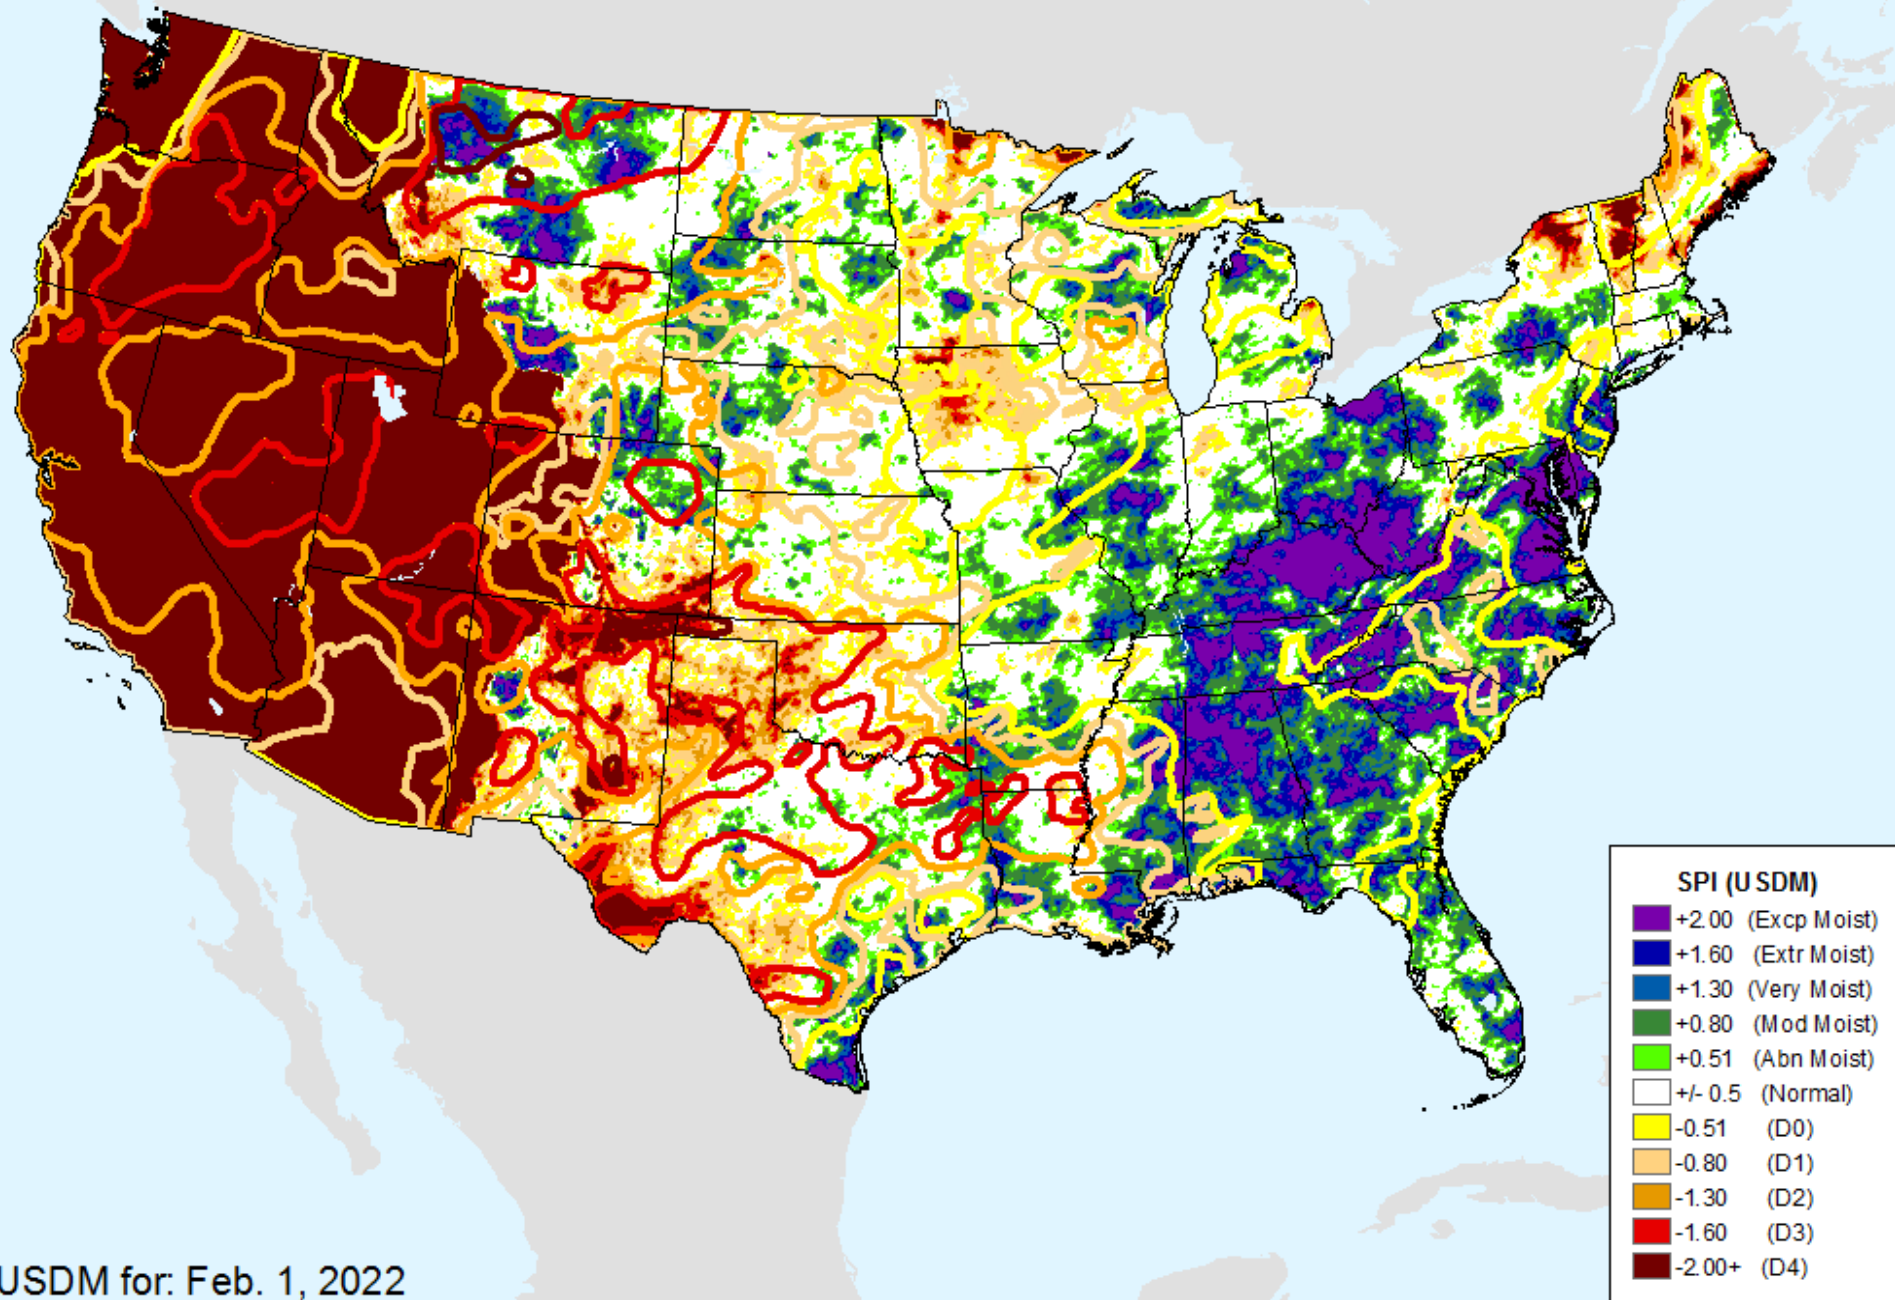 SPI (USDM)
+2.00 (Excp Moist)
+1.60 (Extr Moist)
+1.30 (Very Moist)
+0.80 (Mod Moist)
+0.51 (Abn Moist)
+/- 0.5 (Normal)
-0.51 (D0)
-0.80 (D1)
-1.30 (D2)
-1.60 (D3)
-2.00+ (D4)
USDM for: Feb. 1, 2022